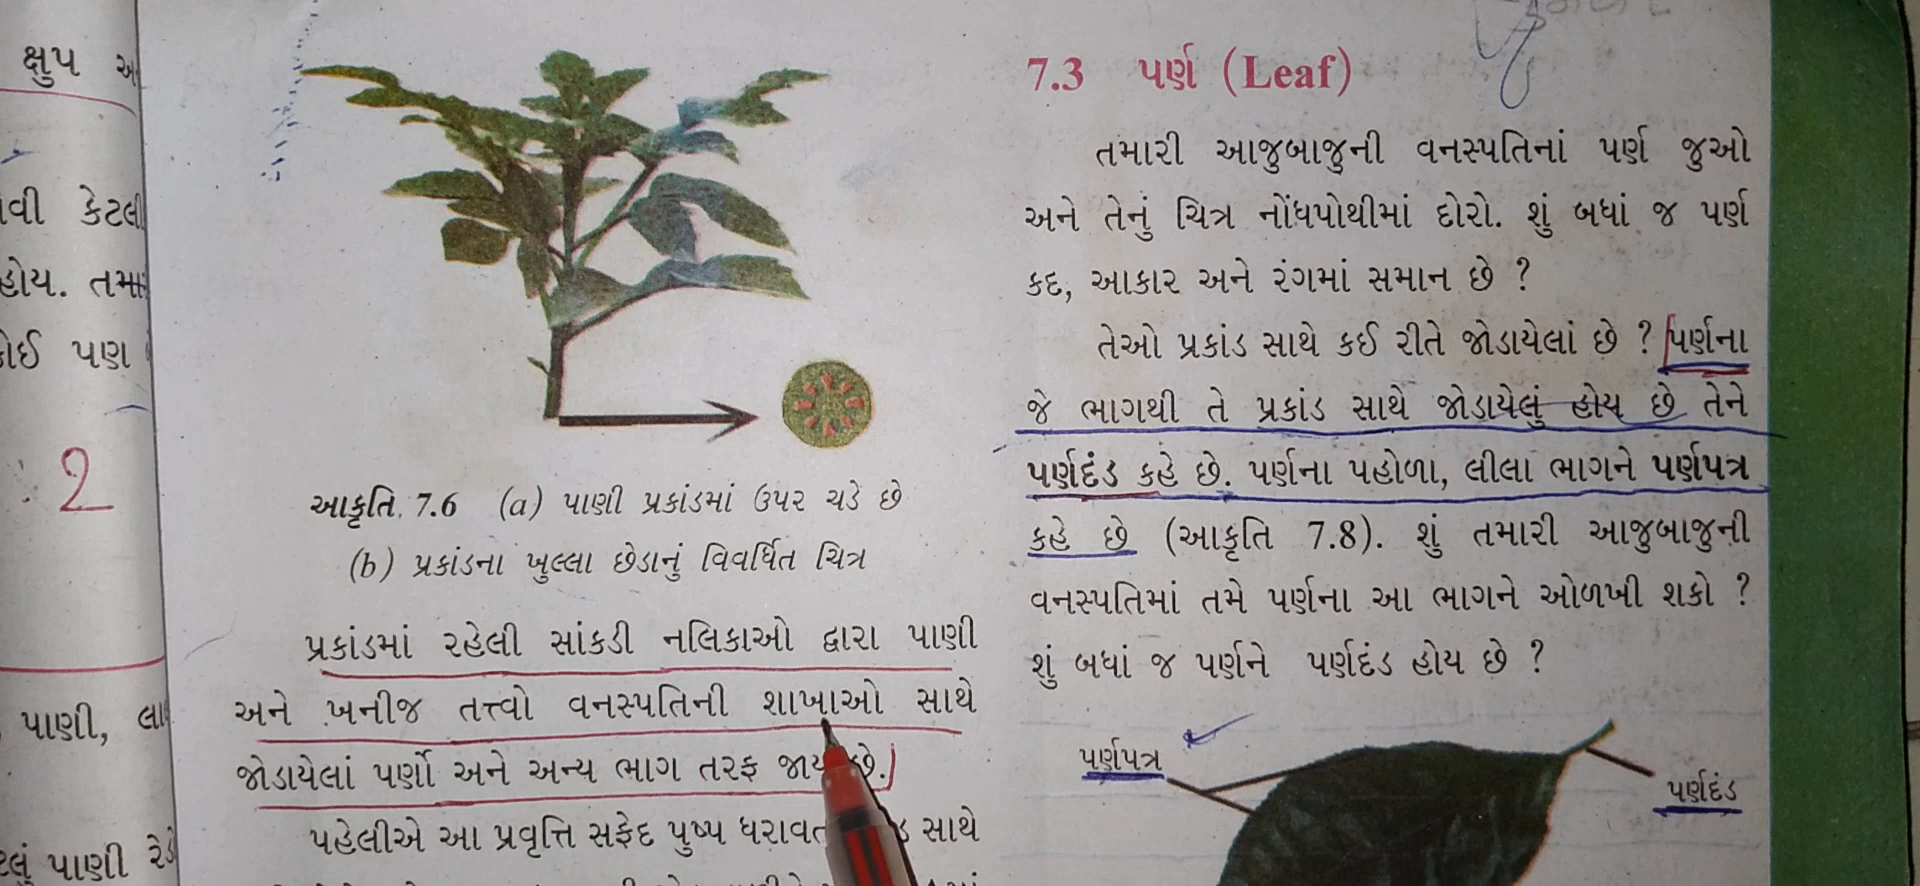 ક્ષુપ
કેટલી
હોય. તમા
પણ
2
પાણી,
પાણી
આકૃતિ 7.6 (a) પાણી પ્રકાંડમાં ઉપર ચડે છે
(b) પ્રકાંડના ખુલ્લા છેડાનું વિવર્ધિત ચિત્ર
પ્રકાંડમાં રહેલી સાંકડી નલિકાઓ દ્વારા પાણી
અને ખનીજ તત્ત્વો વનસ્પતિની શાખાઓ સાથે
જોડાયેલાં પર્ણો અને અન્ય ભાગ તરફ જાય છે.
પહેલીએ આ પ્રવૃત્તિ સફેદ પુષ્પ સાથે
7.3 પર્ણ (Leaf)
તમારી આજુબાજુની વનસ્પતિનાં પર્ણ જુઓ
અને તેનું ચિત્ર નોંધપોથીમાં દોરો. શું બધાં જ પર્ણ
કદ, આકાર અને રંગમાં સમાન છે ?
તેઓ પ્રકાંડ સાથે કઈ રીતે જોડાયેલાં છે ? પર્ણના
જે ભાગથી તે પ્રકાંડ સાથે જોડાયેલું હોય છે તેને
પર્ણદંડ કહે છે. પર્ણના પહોળા, લીલા ભાગને પર્ણપત્ર
કહે છે (આકૃતિ 7.8). શું તમારી આજુબાજુની
વનસ્પતિમાં તમે પર્ણના આ ભાગને ઓળખી શકો ?
શું બધાં જ પર્ણને પર્ણદંડ હોય છે ?
પર્ણપત્ર
પર્ણદંડ